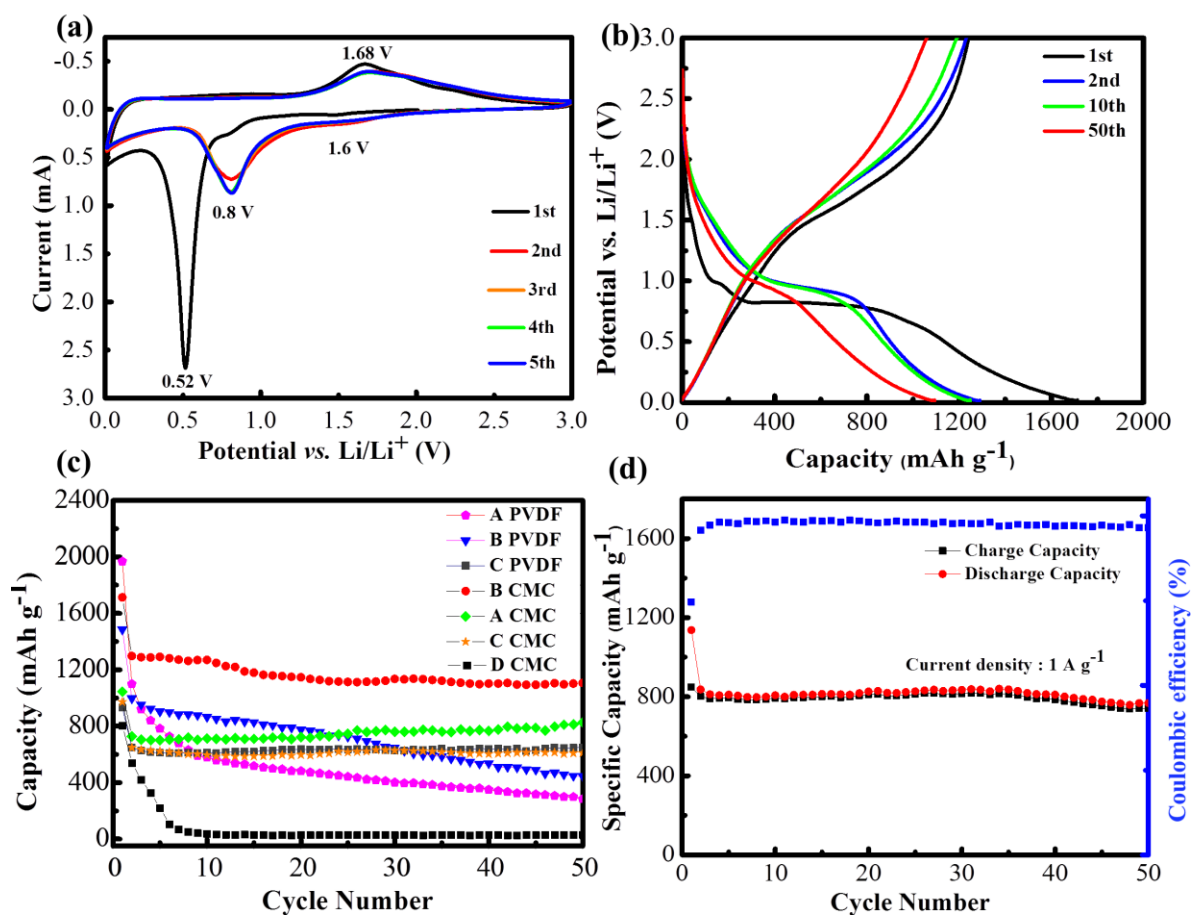 (a)
-0.5
0.0
0.5
1.0
1.5
2.0
2.5
3.0
Current (mA)
1.68 V
1.6 V
0.8 V
0.52 V
1st
2nd
3rd
4th
5th
0.0 0.5 1.0 1.5 2.0 2.5 3.0
Potential vs. Li/Li⁺ (V)
(b)
3.0
2.5
2.0
1.5
1.0
0.5
0.0
Potential vs. Li/Li⁺ (V)
1st
2nd
10th
50th
0 400 800 1200 1600 2000
Capacity (mAh g⁻¹)
(c)
2400
2000
1600
1200
800
400
0
Capacity (mAh g⁻¹)
A PVDF
B PVDF
C PVDF
B CMC
A CMC
C CMC
D CMC
0 10 20 30 40 50
Cycle Number
(d)
1600
1200
800
400
0
Specific Capacity (mAh g⁻¹)
Charge Capacity
Discharge Capacity
Current density : 1 A g⁻¹
Coulombic efficiency (%)
0 10 20 30 40 50
Cycle Number